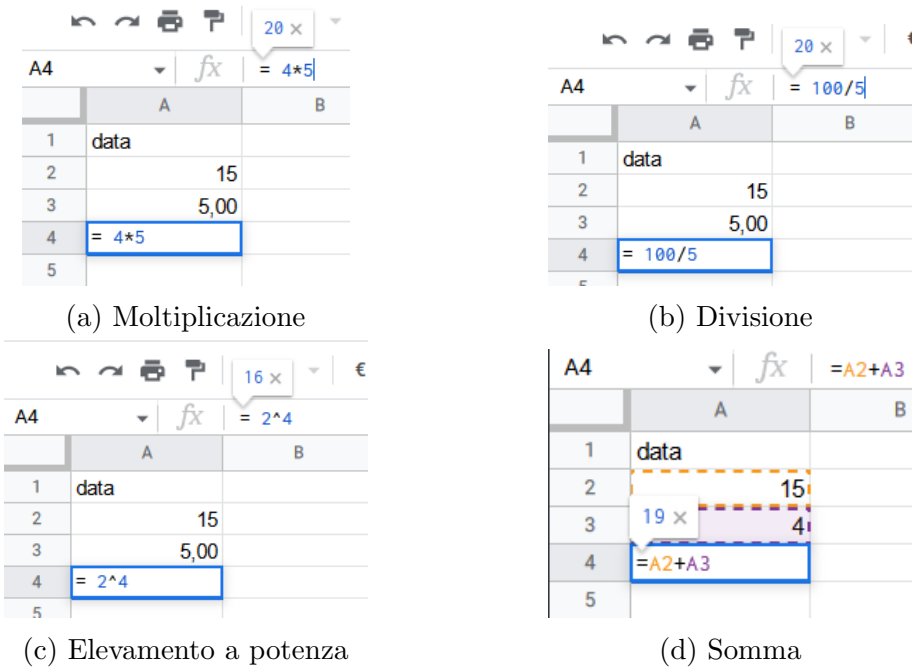 20 ×
A4 fx = 4*5
A B
1 data
2 15
3 5,00
4 = 4*5
5
(a) Moltiplicazione
20 ×
A4 fx = 100/5
A B
1 data
2 15
3 5,00
4 = 100/5
(b) Divisione
16 × €
A4 fx = 2^4
A B
1 data
2 15
3 5,00
4 = 2^4
5
(c) Elevamento a potenza
A4 fx =A2+A3
A B
1 data
2 15
19 ×
3 4
4 =A2+A3
5
(d) Somma